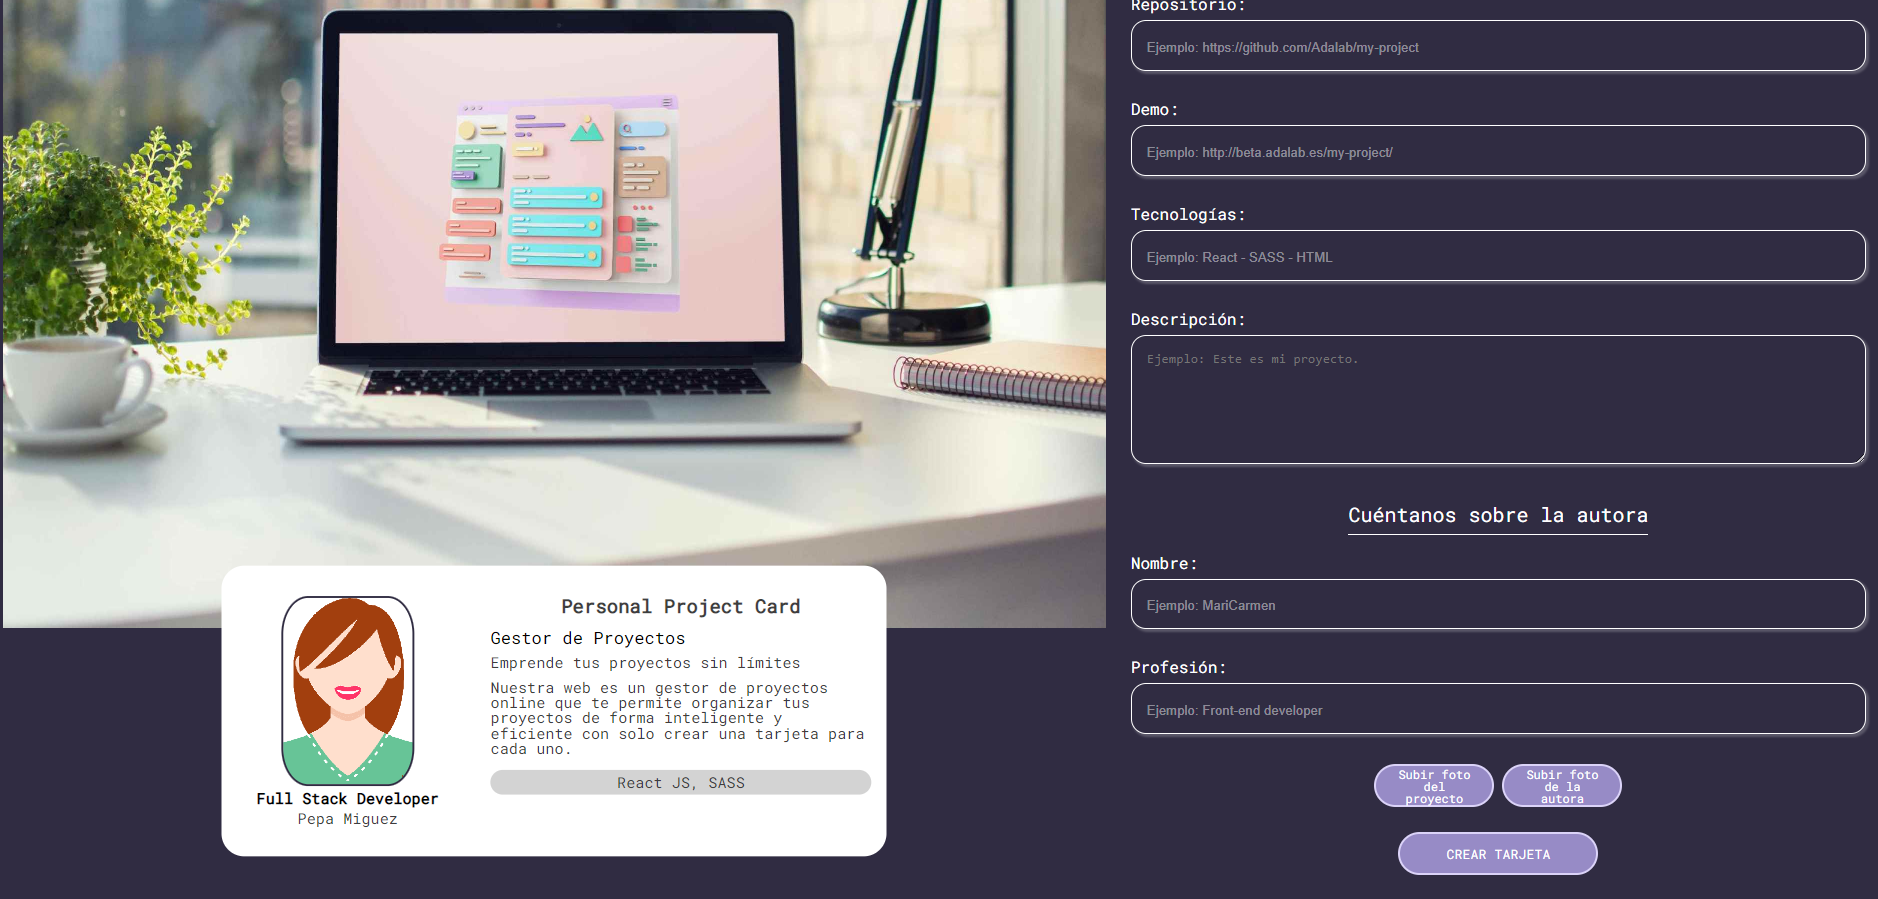 Personal Project Card
Gestor de Proyectos
Emprende tus proyectos sin límites
Nuestra web es un gestor de proyectos
online que te permite organizar tus
proyectos de forma inteligente y
eficiente con solo crear una tarjeta para
cada uno.
React JS, SASS
Full Stack Developer
Pepa Miguez
Repositorio:
Ejemplo: https://github.com/Adalab/my-project
Demo:
Ejemplo: http://beta.adalab.es/my-project/
Tecnologías:
Ejemplo: React - SASS - HTML
Descripción:
Ejemplo: Este es mi proyecto.
Cuéntanos sobre la autora
Nombre:
Ejemplo: MariCarmen
Profesión:
Ejemplo: Front-end developer
Subir foto
del
proyecto
Subir foto
de la
autora
CREAR TARJETA